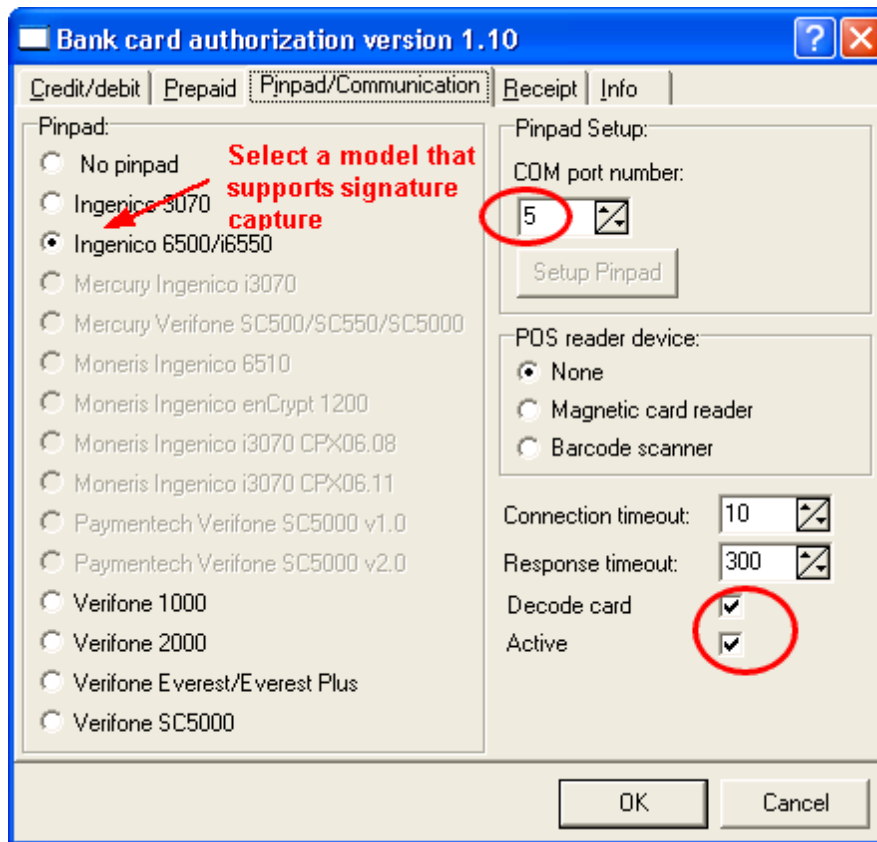 Bank card authorization version 1.10
Credit/debit Prepaid Pinpad/Communication Receipt Info
Pinpad:
No pinpad
Ingenico 3070
Ingenico 6500/i6550
Mercury Ingenico i3070
Mercury Verifone SC500/SC550/SC5000
Moneris Ingenico 6510
Moneris Ingenico enCrypt 1200
Moneris Ingenico i3070 CPX06.08
Moneris Ingenico i3070 CPX06.11
Paymentech Verifone SC5000 v1.0
Paymentech Verifone SC5000 v2.0
Verifone 1000
Verifone 2000
Verifone Everest/Everest Plus
Verifone SC5000
Select a model that
supports signature
capture
Pinpad Setup:
COM port number:
5
Setup Pinpad
POS reader device:
None
Magnetic card reader
Barcode scanner
Connection timeout: 10
Response timeout: 300
Decode card
Active
OK Cancel